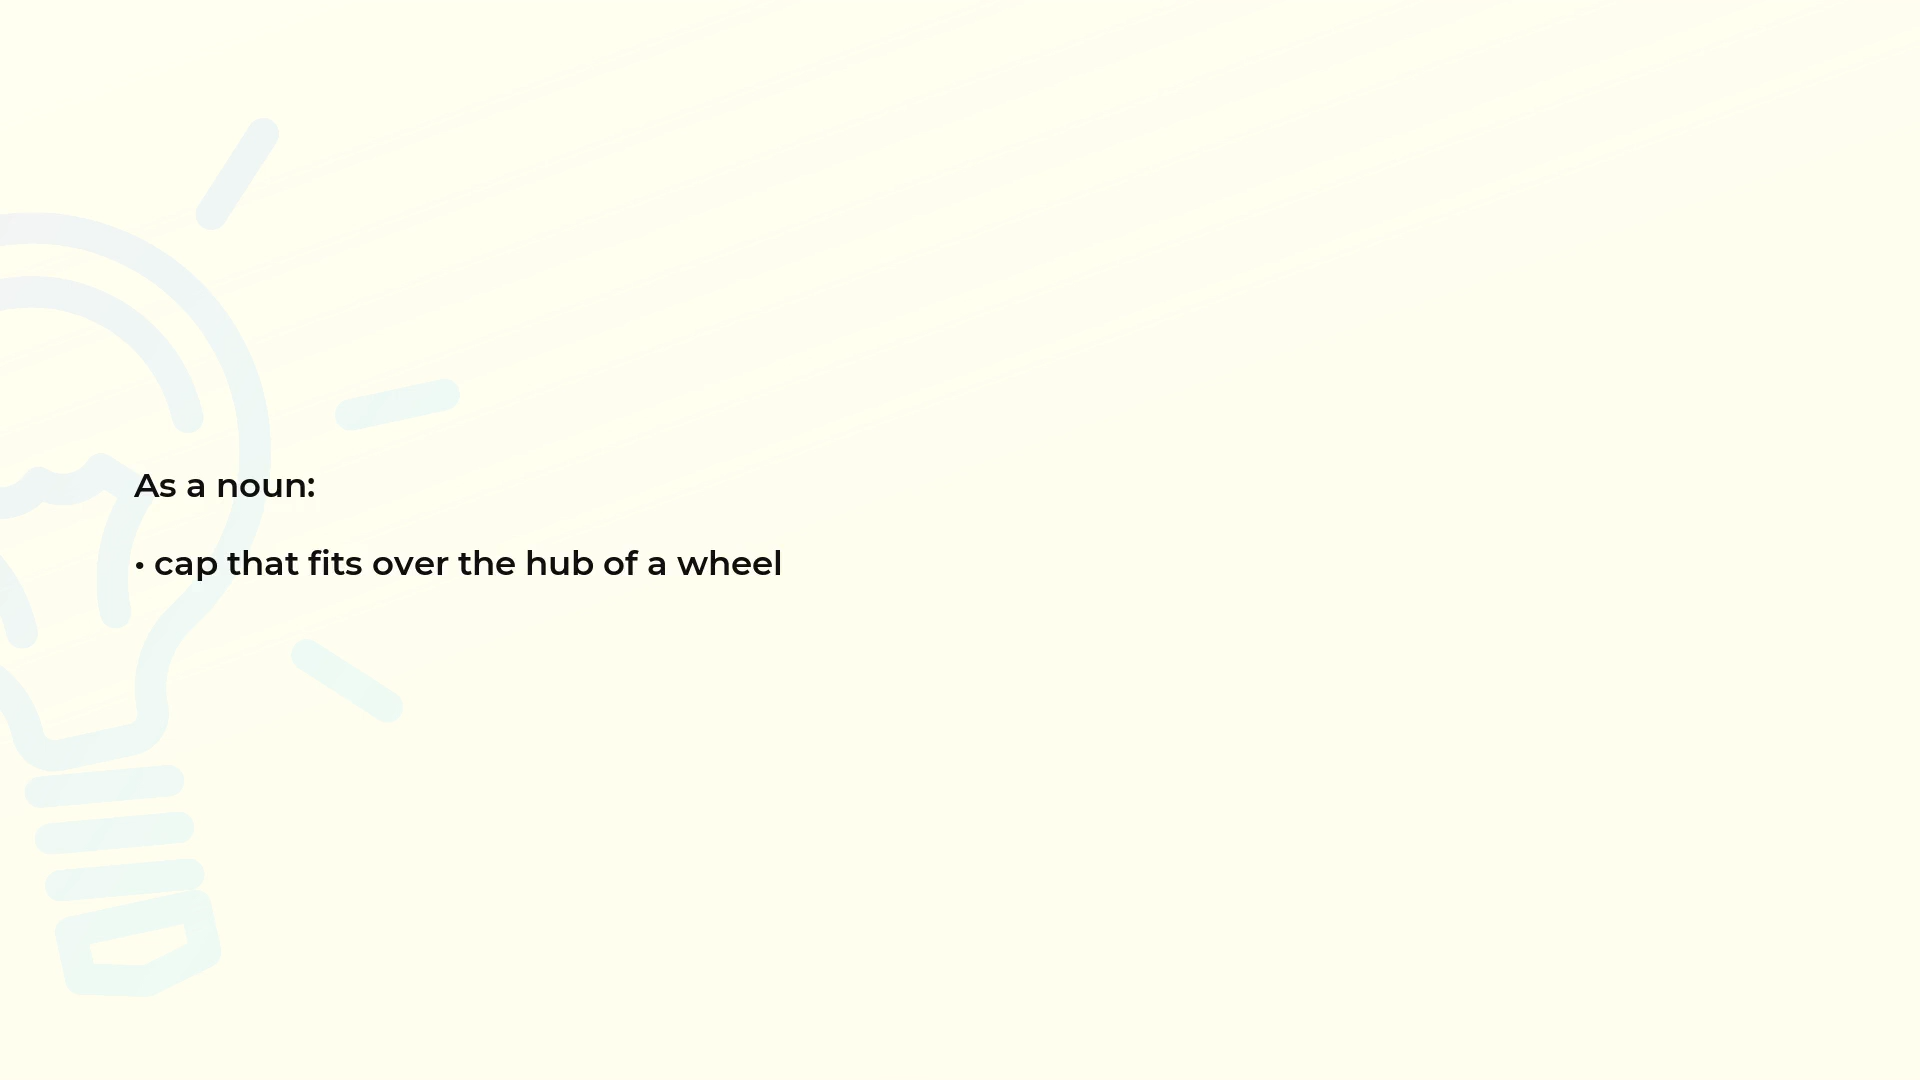 As a noun:
• cap that fits over the hub of a wheel